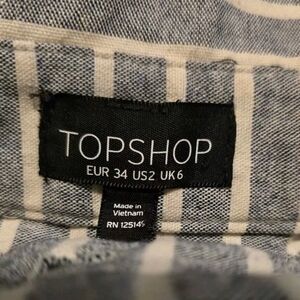 TOPSHOP
EUR 34 US2 UK6
Made in
Vietnam
RN 125145